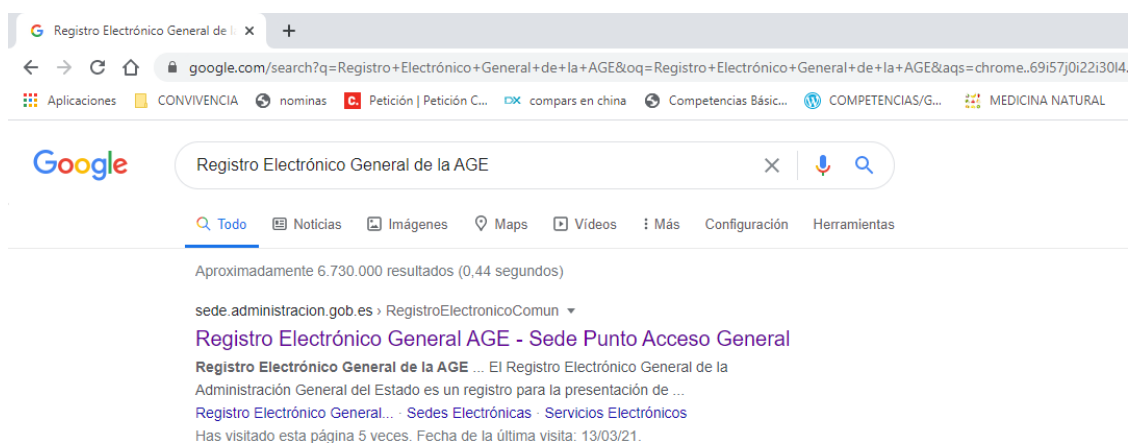 Registro Electrónico General de l
google.com/search?q=Registro+Electrónico+General+de+la+AGE&oq=Registro+Electrónico+General+de+la+AGE&aqs=chrome..69i57j0i22i30l4.
Aplicaciones CONVIVENCIA nominas Petición | Petición C... DX compars en china Competencias Básic... COMPETENCIAS/G... MEDICINA NATURAL
Google Registro Electrónico General de la AGE
Todo Noticias Imágenes Maps Vídeos Más Configuración Herramientas
Aproximadamente 6.730.000 resultados (0,44 segundos)
sede.administracion.gob.es › RegistroElectronicoComun
Registro Electrónico General AGE - Sede Punto Acceso General
Registro Electrónico General de la AGE ... El Registro Electrónico General de la
Administración General del Estado es un registro para la presentación de ...
Registro Electrónico General... · Sedes Electrónicas · Servicios Electrónicos
Has visitado esta página 5 veces. Fecha de la última visita: 13/03/21.